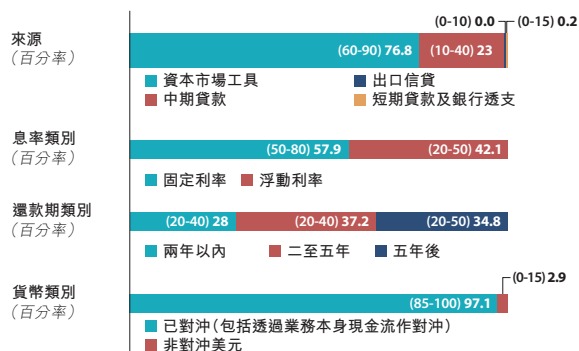 (0-10) 0.0 (0-15) 0.2
來源
(百分率)
(60-90) 76.8 (10-40) 23
資本市場工具 出口信貸
中期貸款 短期貸款及銀行透支
息率類別
(百分率)
(50-80) 57.9 (20-50) 42.1
固定利率 浮動利率
還款期類別
(百分率)
(20-40) 28 (20-40) 37.2 (20-50) 34.8
兩年以內 二至五年 五年後
(0-15) 2.9
貨幣類別
(百分率)
(85-100) 97.1
已對沖(包括透過業務本身現金流作對沖)
非對沖美元